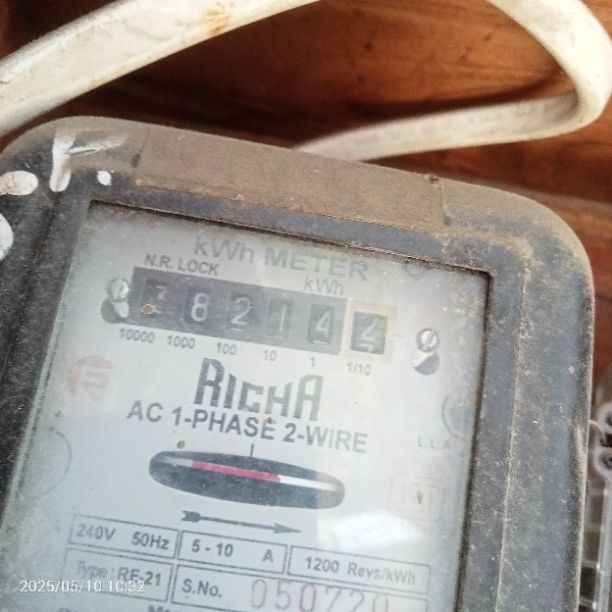 kWh METER
N.R. LOCK
kWh
8 2 1 4 2
10000 1000 100 10 1 1/10
RICHA
AC 1-PHASE 2-WIRE
L.L.A
240V 50Hz 5 - 10 A 1200 Revs/kWh
Type: RE-21 S.No. 050720
2025/05/10 10:32